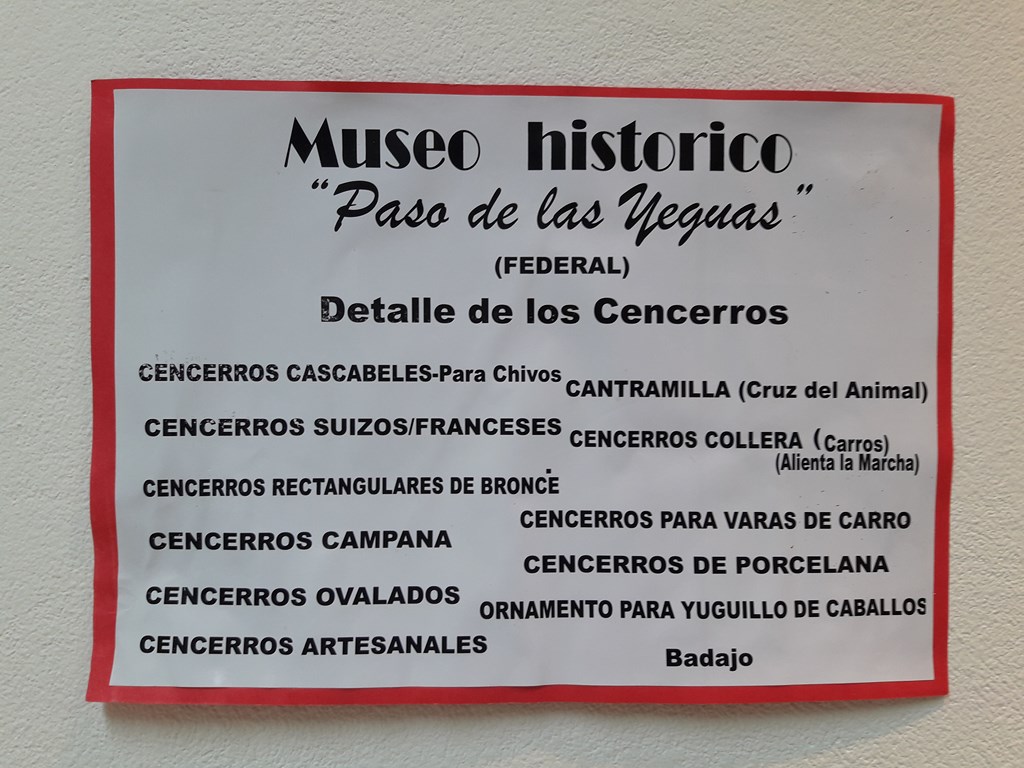 Museo historico
"Paso de las Yeguas"
(FEDERAL)
Detalle de los Cencerros
CENCERROS CASCABELES-Para Chivos
CENCERROS SUIZOS/FRANCESES
CENCERROS RECTANGULARES DE BRONCE
CENCERROS CAMPANA
CENCERROS OVALADOS
CENCERROS ARTESANALES
CANTRAMILLA (Cruz del Animal)
CENCERROS COLLERA (Carros)
(Alienta la Marcha)
CENCERROS PARA VARAS DE CARRO
CENCERROS DE PORCELANA
ORNAMENTO PARA YUGUILLO DE CABALLOS
Badajo